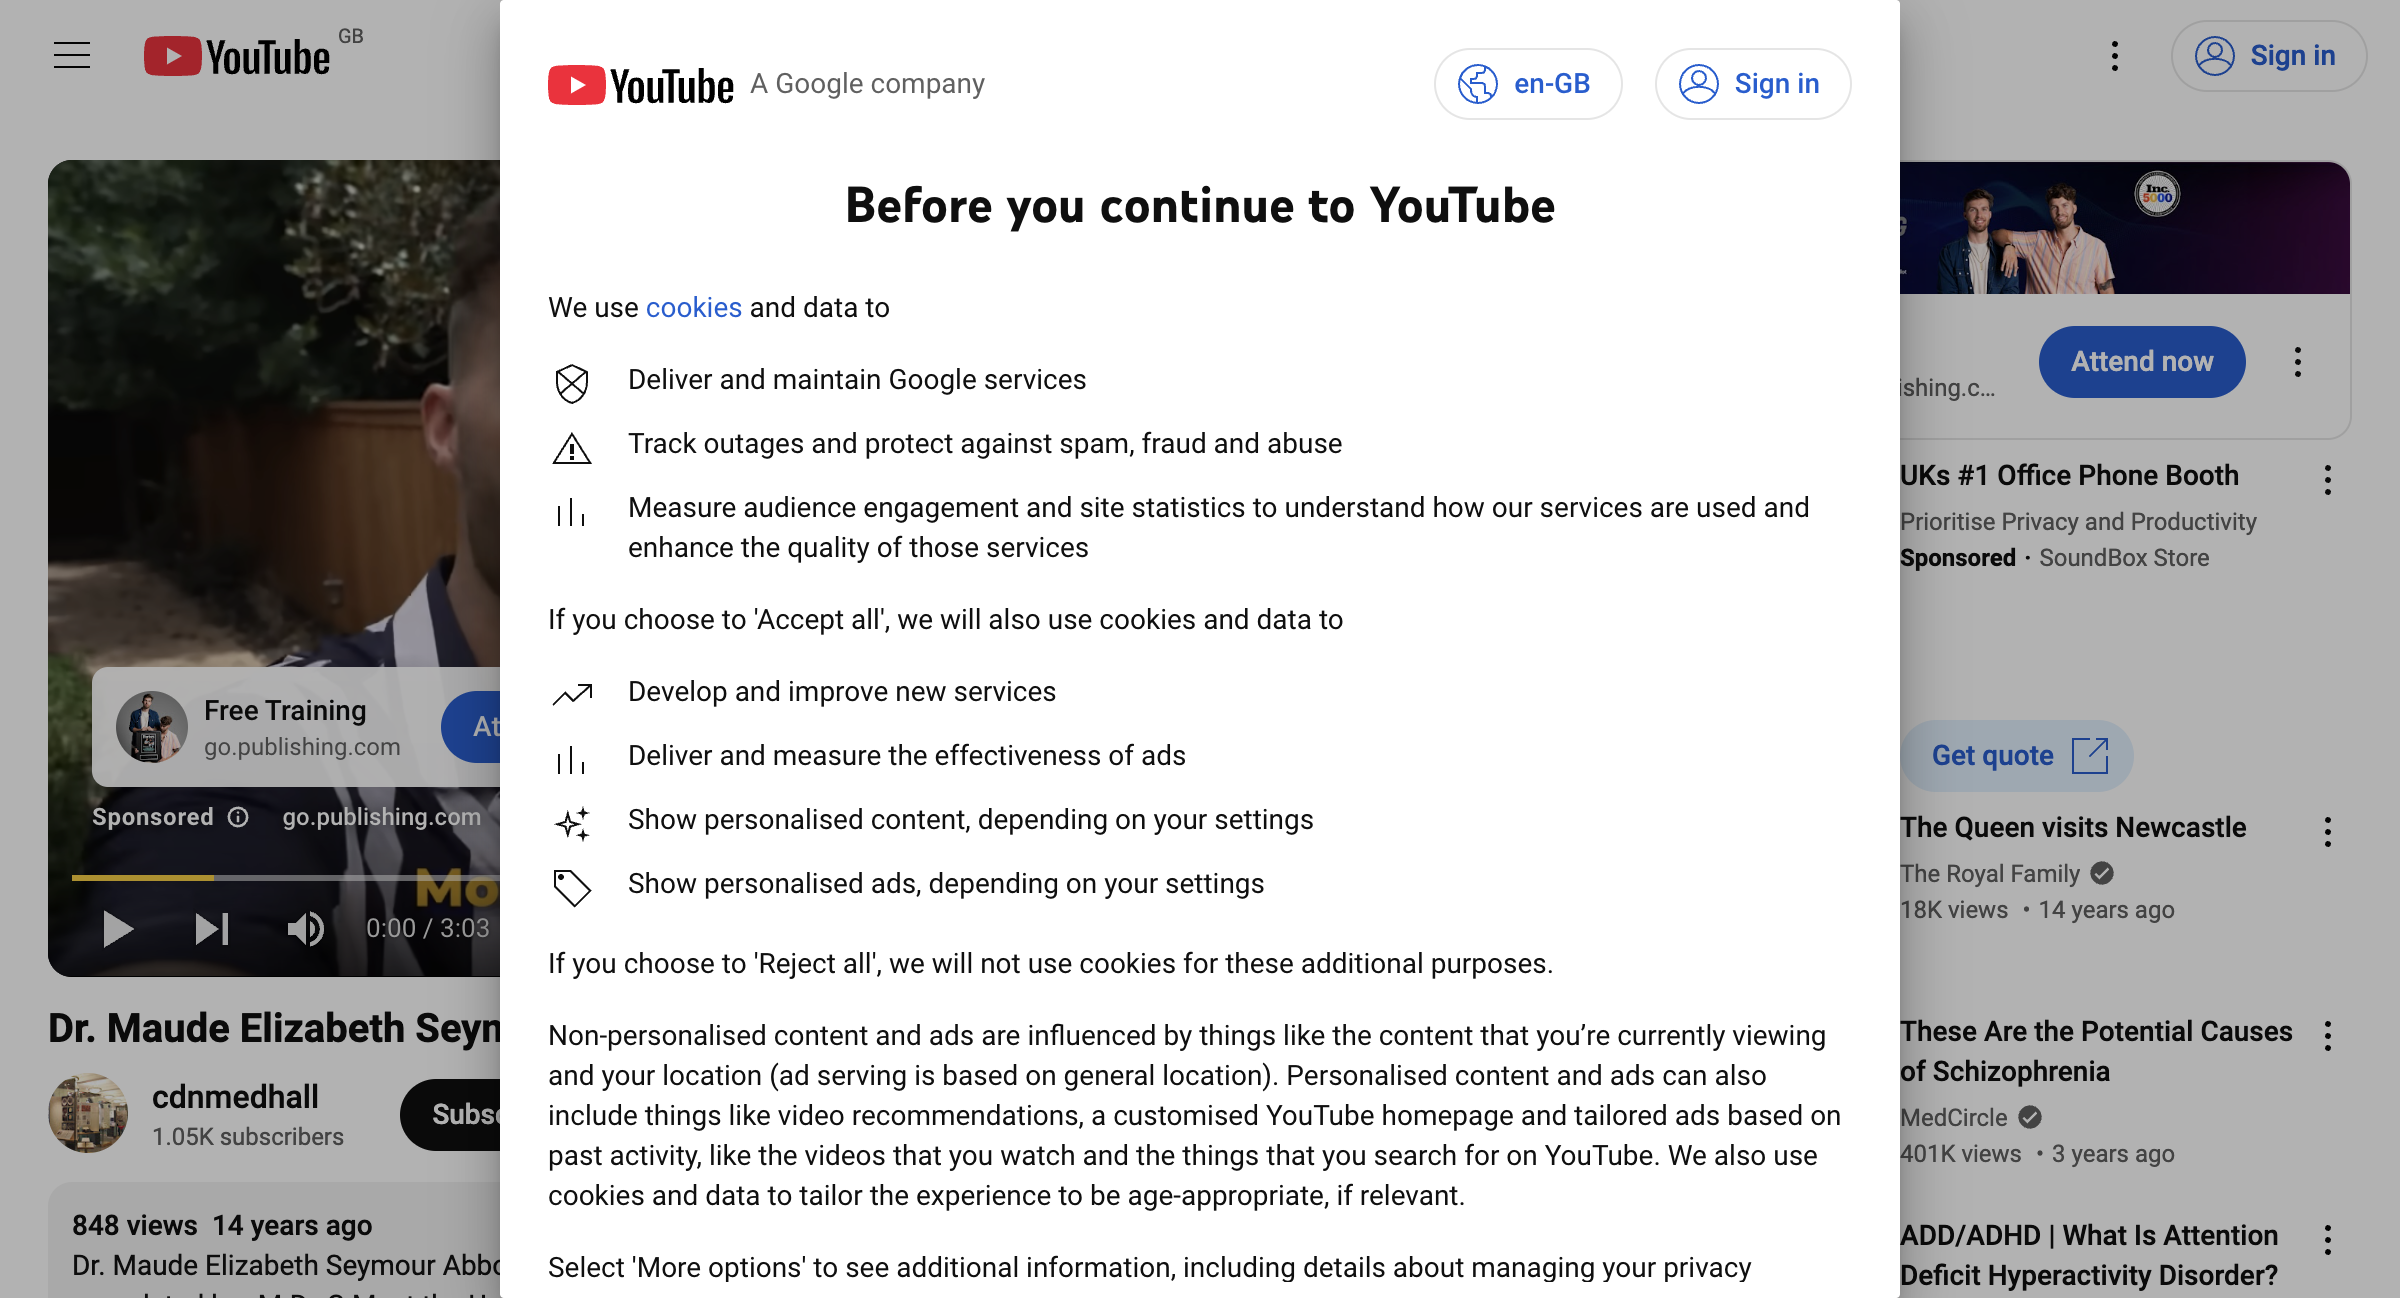 YouTube GB
Sign in
YouTube A Google company
en-GB
Sign in
Before you continue to YouTube
We use cookies and data to
Deliver and maintain Google services
Track outages and protect against spam, fraud and abuse
Measure audience engagement and site statistics to understand how our services are used and
enhance the quality of those services
If you choose to 'Accept all', we will also use cookies and data to
Develop and improve new services
Deliver and measure the effectiveness of ads
Show personalised content, depending on your settings
Show personalised ads, depending on your settings
If you choose to 'Reject all', we will not use cookies for these additional purposes.
Non-personalised content and ads are influenced by things like the content that you’re currently viewing
and your location (ad serving is based on general location). Personalised content and ads can also
include things like video recommendations, a customised YouTube homepage and tailored ads based on
past activity, like the videos that you watch and the things that you search for on YouTube. We also use
cookies and data to tailor the experience to be age-appropriate, if relevant.
Select 'More options' to see additional information, including details about managing your privacy
Free Training
go.publishing.com
At
Sponsored go.publishing.com
Mo
0:00 / 3:03
Dr. Maude Elizabeth Seym
cdnmedhall
1.05K subscribers
Subsc
848 views 14 years ago
Dr. Maude Elizabeth Seymour Abbo
Inc.
5000
ishing.c...
Attend now
UKs #1 Office Phone Booth
Prioritise Privacy and Productivity
Sponsored · SoundBox Store
Get quote
The Queen visits Newcastle
The Royal Family
18K views • 14 years ago
These Are the Potential Causes
of Schizophrenia
MedCircle
401K views • 3 years ago
ADD/ADHD | What Is Attention
Deficit Hyperactivity Disorder?